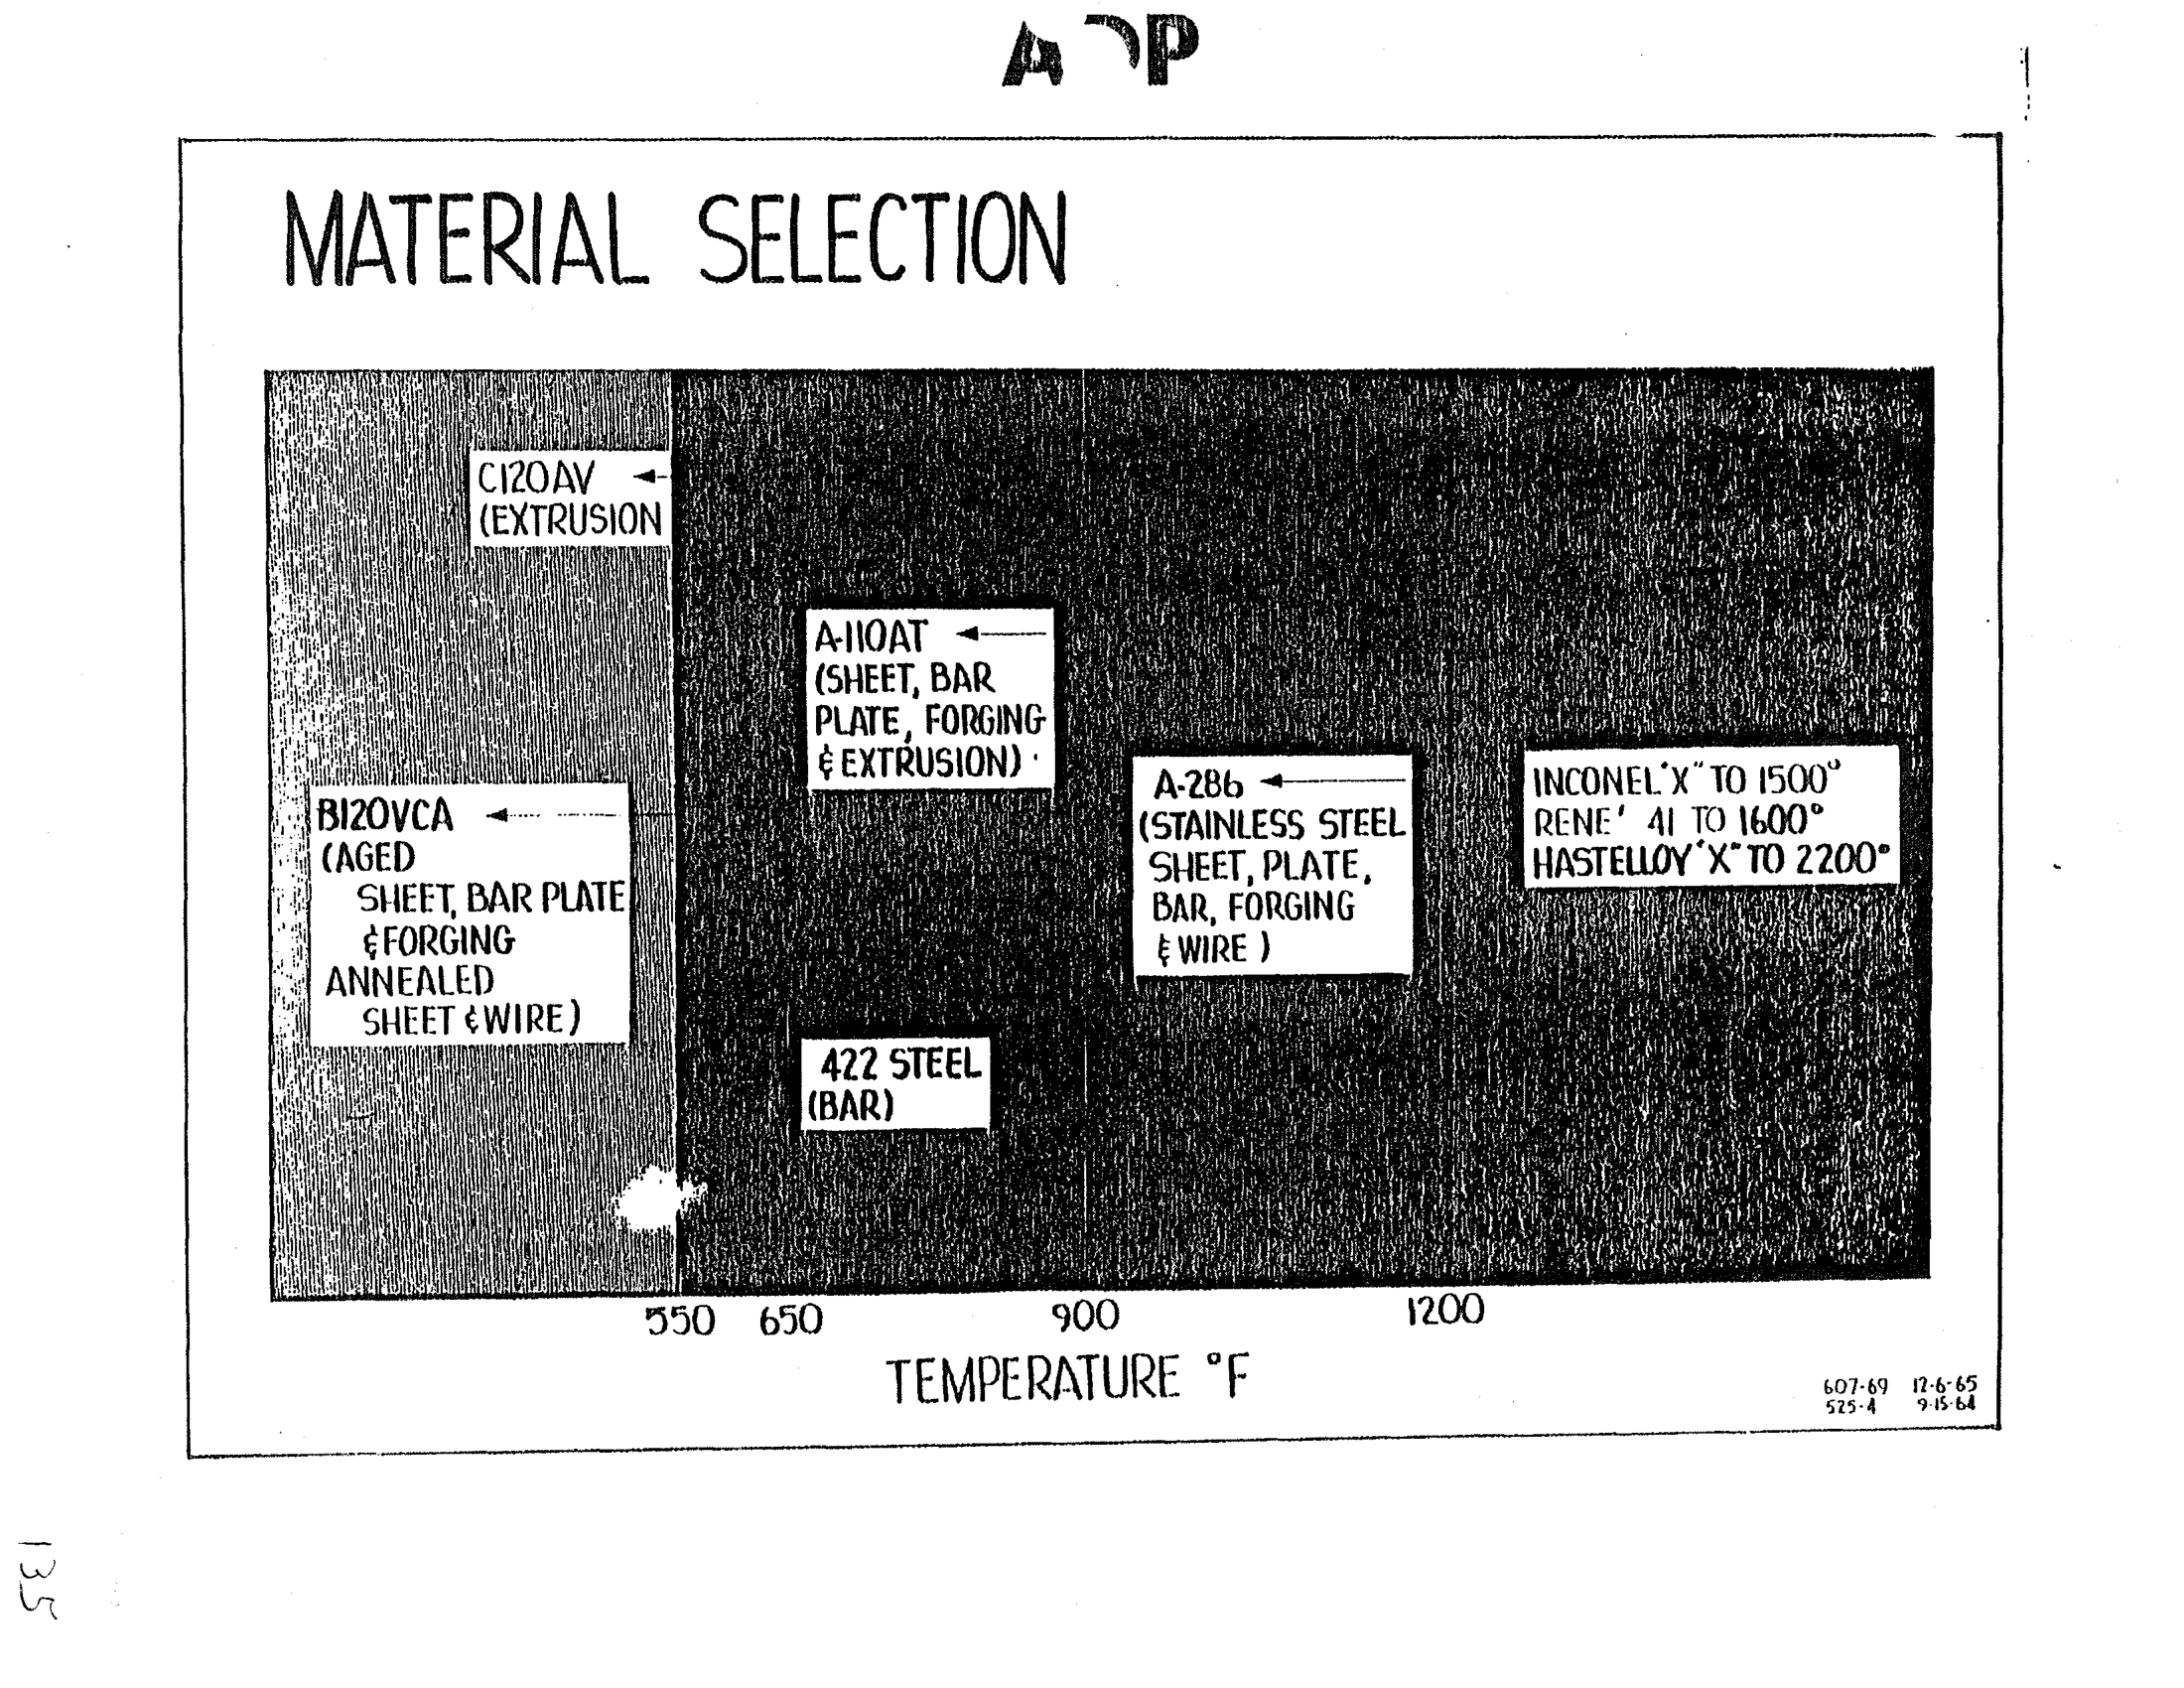 MATERIAL SELECTION
C120AV
(EXTRUSION
A-110AT
(SHEET, BAR
PLATE, FORGING
& EXTRUSION)
B120VCA
(AGED
SHEET, BAR PLATE
& FORGING
ANNEALED
SHEET & WIRE)
A-286
(STAINLESS STEEL
SHEET, PLATE,
BAR, FORGING
& WIRE )
INCONEL "X" TO 1500°
RENE' 41 TO 1600°
HASTELLOY "X" TO 2200°
422 STEEL
(BAR)
550 650 900 1200
TEMPERATURE °F
607-69 12-6-65
525-4 9-15-64
135